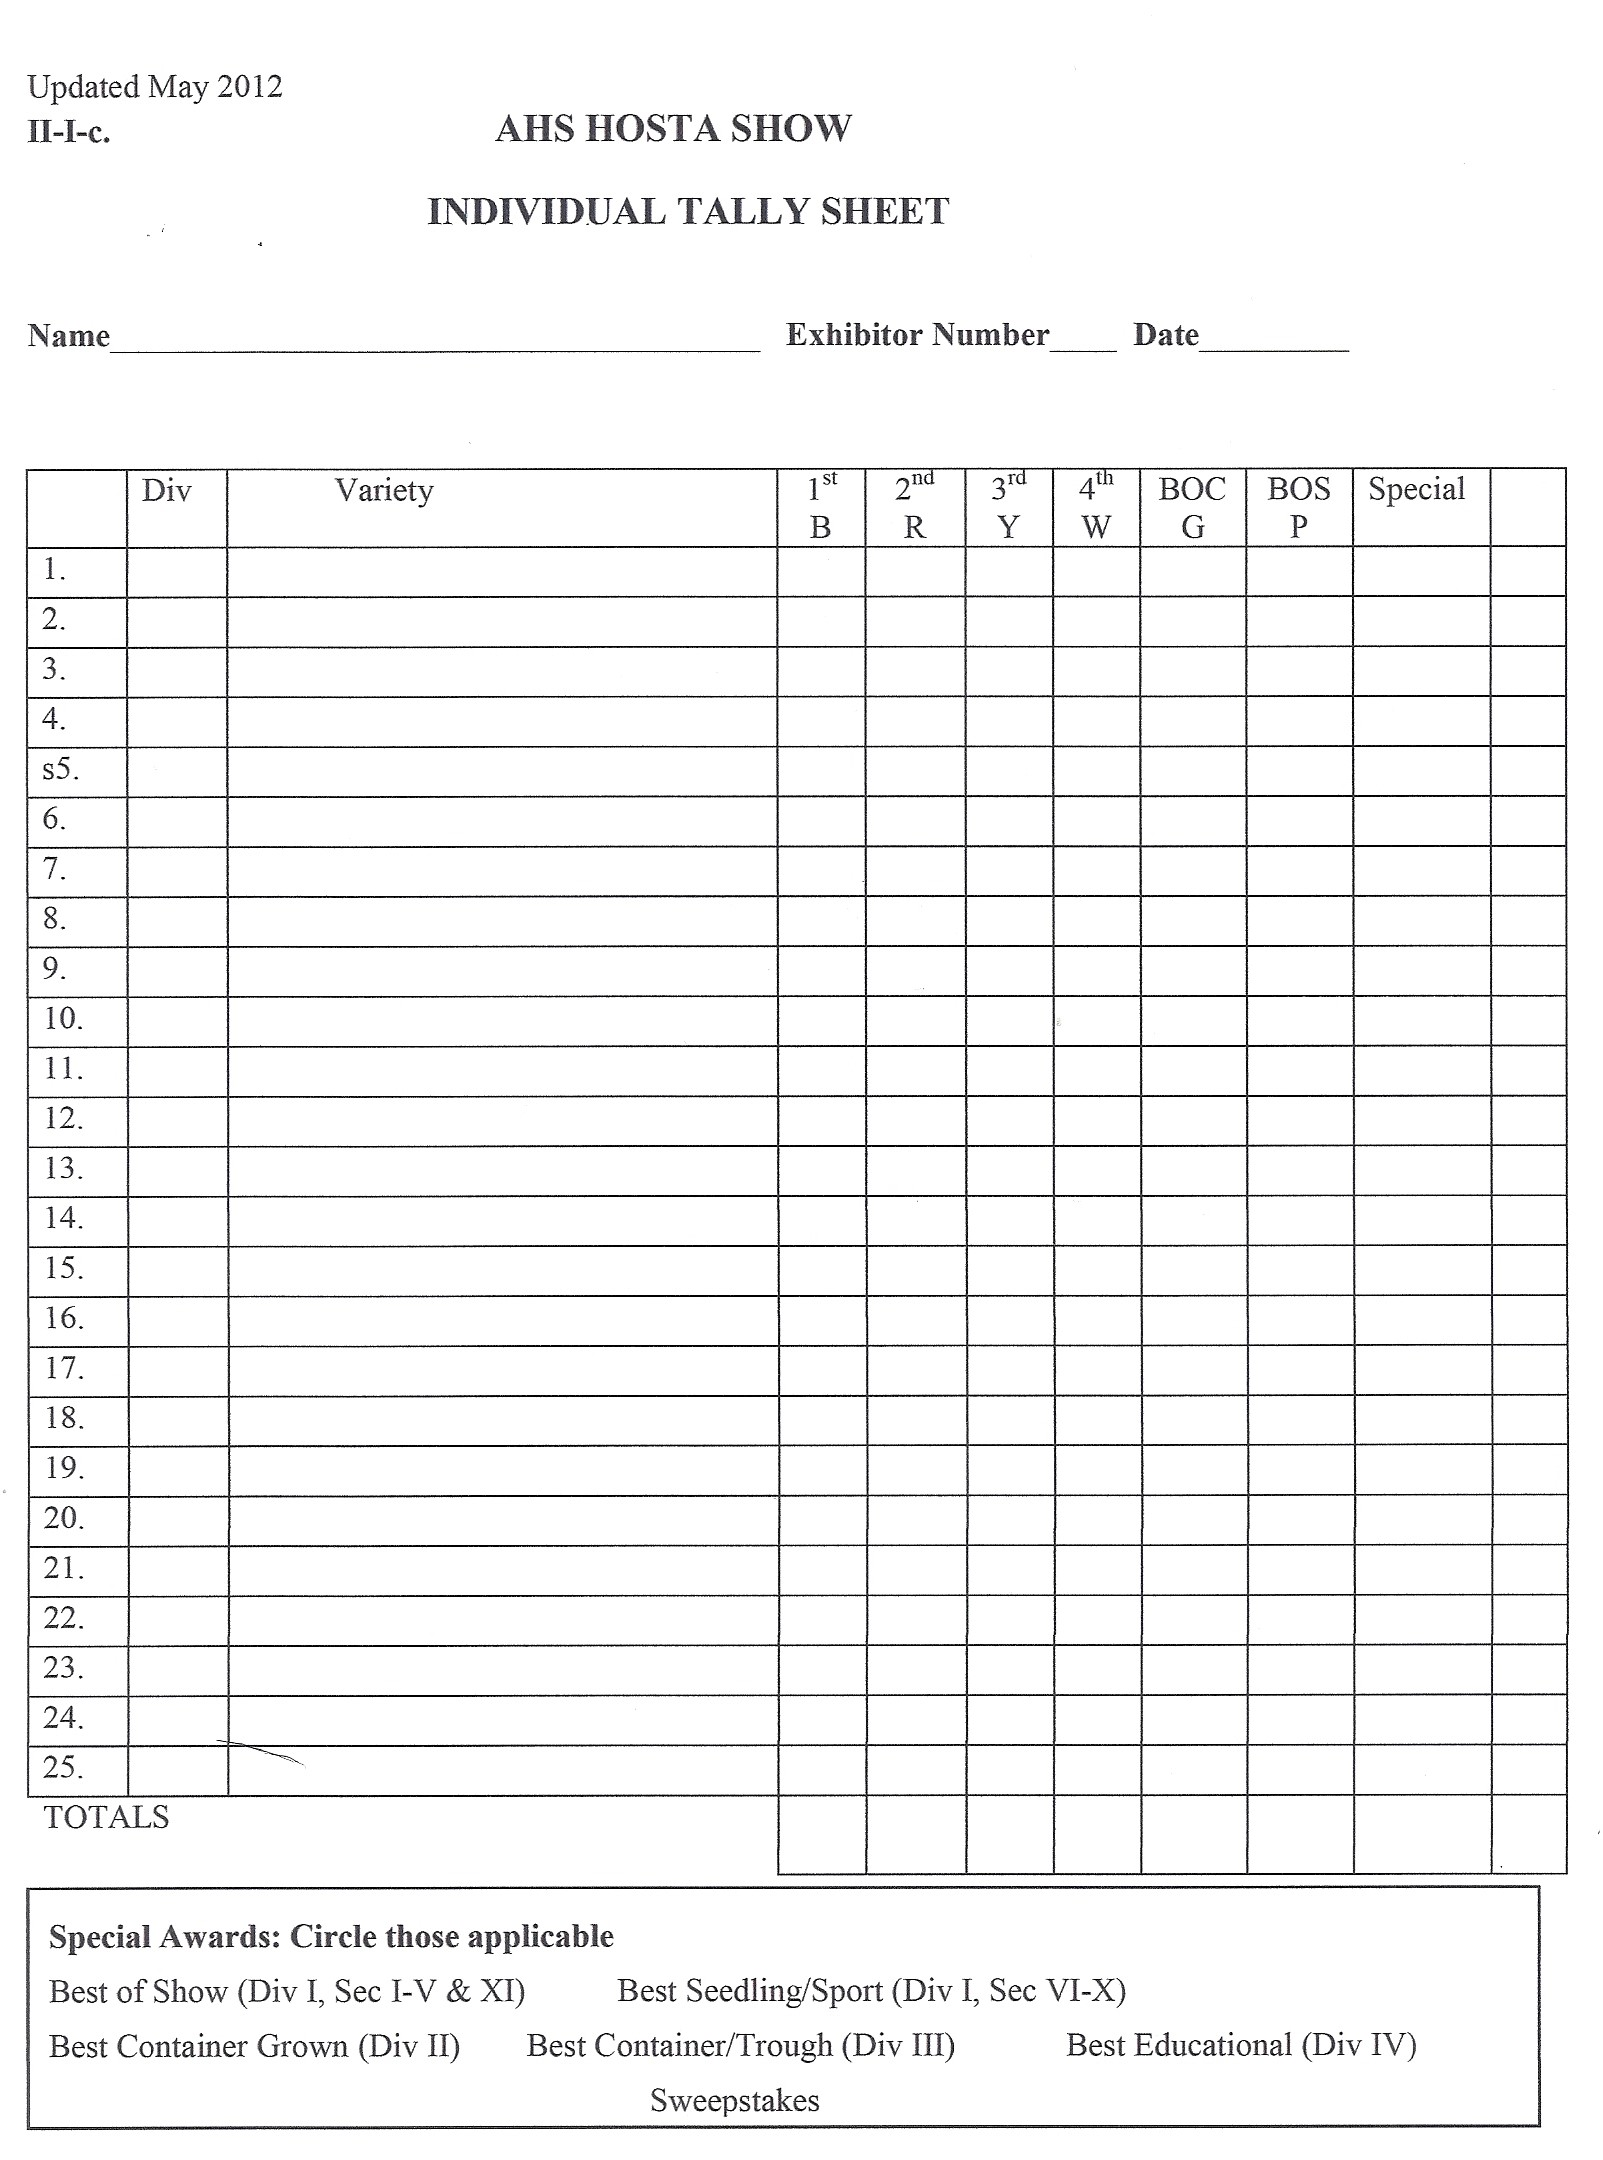 Updated May 2012
II-I-c. AHS HOSTA SHOW
INDIVIDUAL TALLY SHEET
Name____ Exhibitor Number____ Date____
Div Variety 1st 2nd 3rd 4th BOC BOS Special
B R Y W G P
1.
2.
3.
4.
s5.
6.
7.
8.
9.
10.
11.
12.
13.
14.
15.
16.
17.
18.
19.
20.
21.
22.
23.
24.
25.
TOTALS
Special Awards: Circle those applicable
Best of Show (Div I, Sec I-V & XI) Best Seedling/Sport (Div I, Sec VI-X)
Best Container Grown (Div II) Best Container/Trough (Div III) Best Educational (Div IV)
Sweepstakes